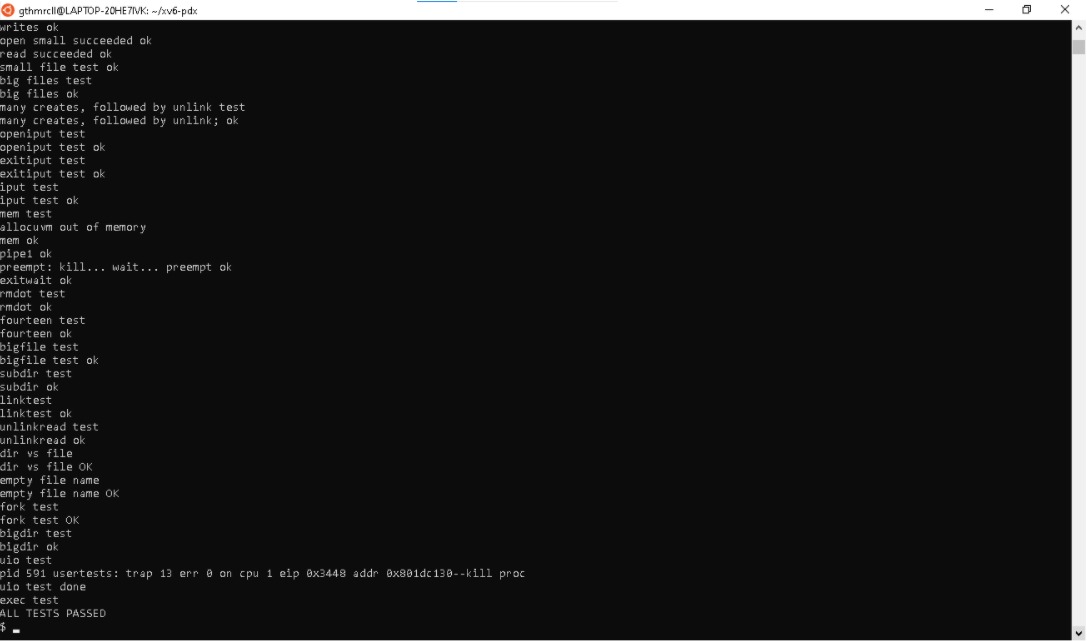 gthmrcll@LAPTOP-20HE7IVK: ~/xv6-pdx
writes ok
open small succeeded ok
read succeeded ok
small file test ok
big files test
big files ok
many creates, followed by unlink test
many creates, followed by unlink; ok
openiput test
openiput test ok
exitiput test
exitiput test ok
iput test
iput test ok
mem test
allocuvm out of memory
mem ok
pipe1 ok
preempt: kill... wait... preempt ok
exitwait ok
rmdot test
rmdot ok
fourteen test
fourteen ok
bigfile test
bigfile test ok
subdir test
subdir ok
linktest
linktest ok
unlinkread test
unlinkread ok
dir vs file
dir vs file OK
empty file name
empty file name OK
fork test
fork test OK
bigdir test
bigdir ok
uio test
pid 591 usertests: trap 13 err 0 on cpu 1 eip 0x3448 addr 0x801dc130--kill proc
uio test done
exec test
ALL TESTS PASSED
$